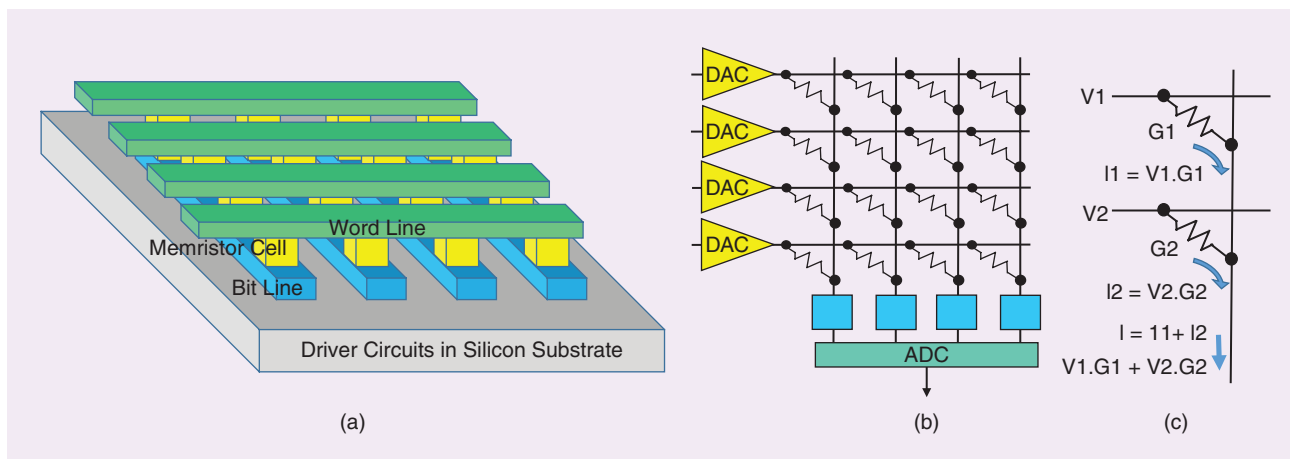 Word Line
Memristor Cell
Bit Line
Driver Circuits in Silicon Substrate
(a)
DAC
DAC
DAC
DAC
ADC
(b)
V1
G1
I1 = V1.G1
V2
G2
I2 = V2.G2
I = 11+ I2
V1.G1 + V2.G2
(c)